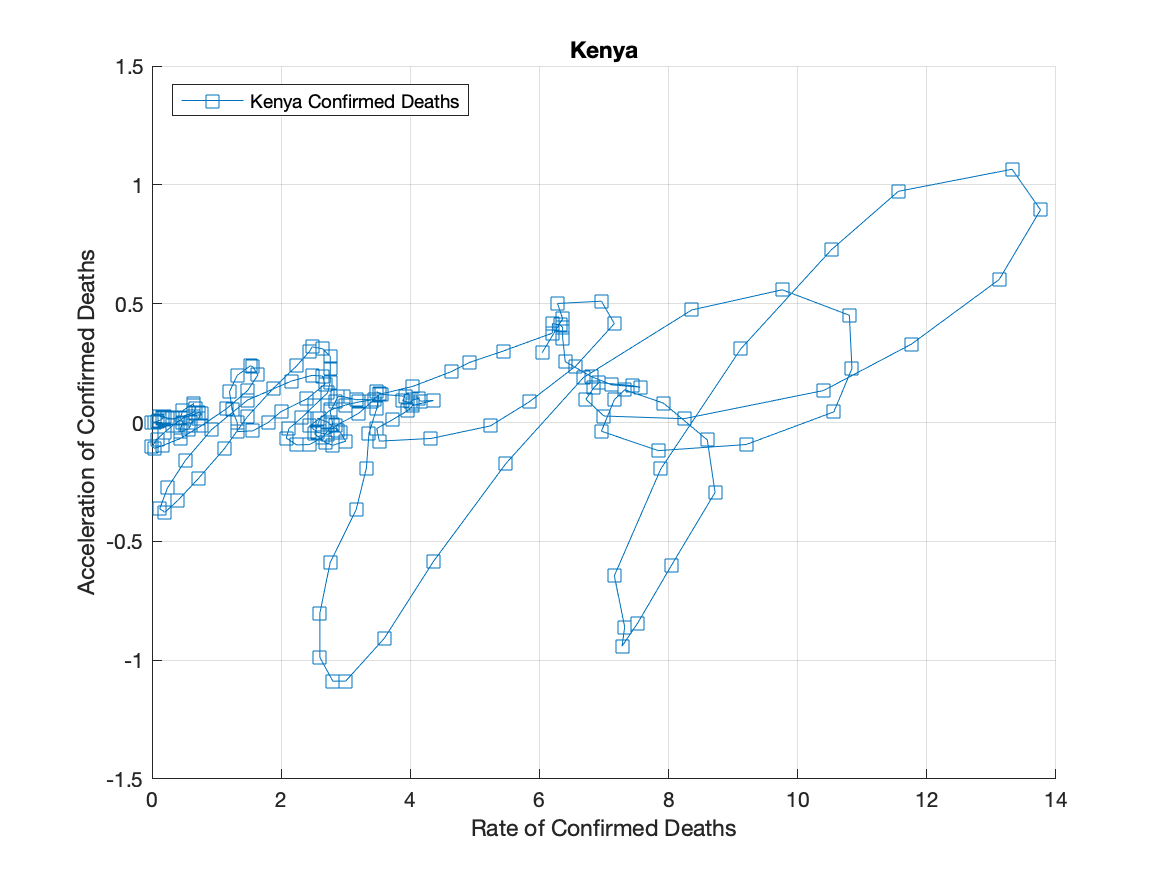 Kenya
1.5
Kenya Confirmed Deaths
1
0.5
0
-0.5
-1
-1.5
Acceleration of Confirmed Deaths
0 2 4 6 8 10 12 14
Rate of Confirmed Deaths